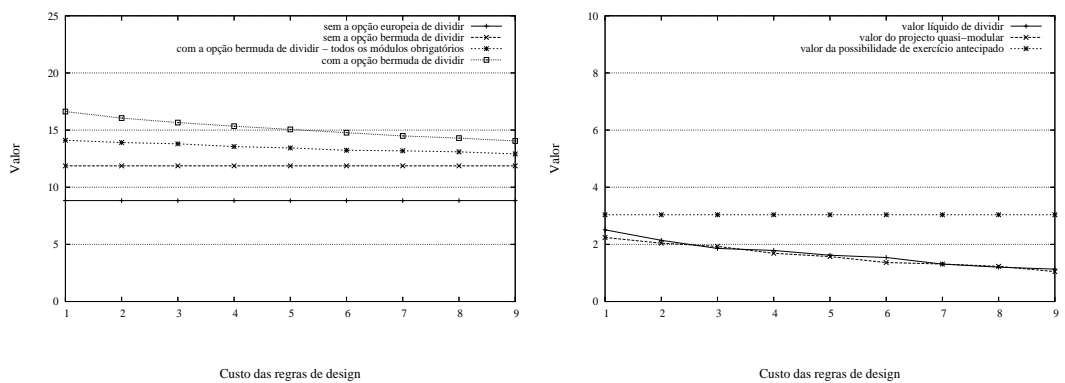 25
20
15
10
5
0
Valor
sem a opção europeia de dividir
sem a opção bermuda de dividir
com a opção bermuda de dividir − todos os módulos obrigatórios
com a opção bermuda de dividir
1 2 3 4 5 6 7 8 9
Custo das regras de design
10
8
6
4
2
0
Valor
valor líquido de dividir
valor do projecto quasi−modular
valor da possibilidade de exercício antecipado
1 2 3 4 5 6 7 8 9
Custo das regras de design